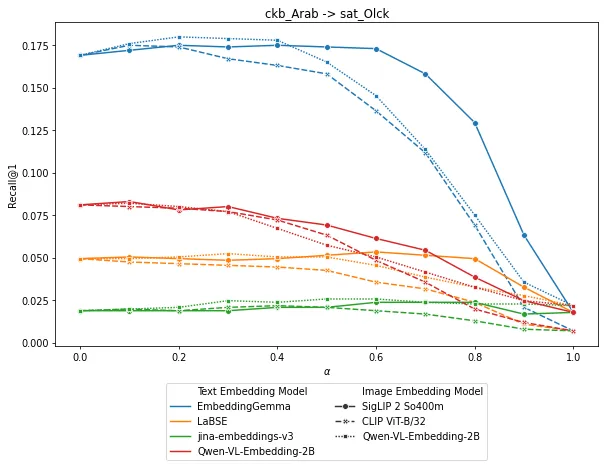 ckb_Arab -> sat_Olck
0.175
0.150
0.125
0.100
0.075
0.050
0.025
0.000
Recall@1
0.0 0.2 0.4 0.6 0.8 1.0
α
Text Embedding Model
EmbeddingGemma
LaBSE
jina-embeddings-v3
Qwen-VL-Embedding-2B
Image Embedding Model
SigLIP 2 So400m
CLIP ViT-B/32
Qwen-VL-Embedding-2B